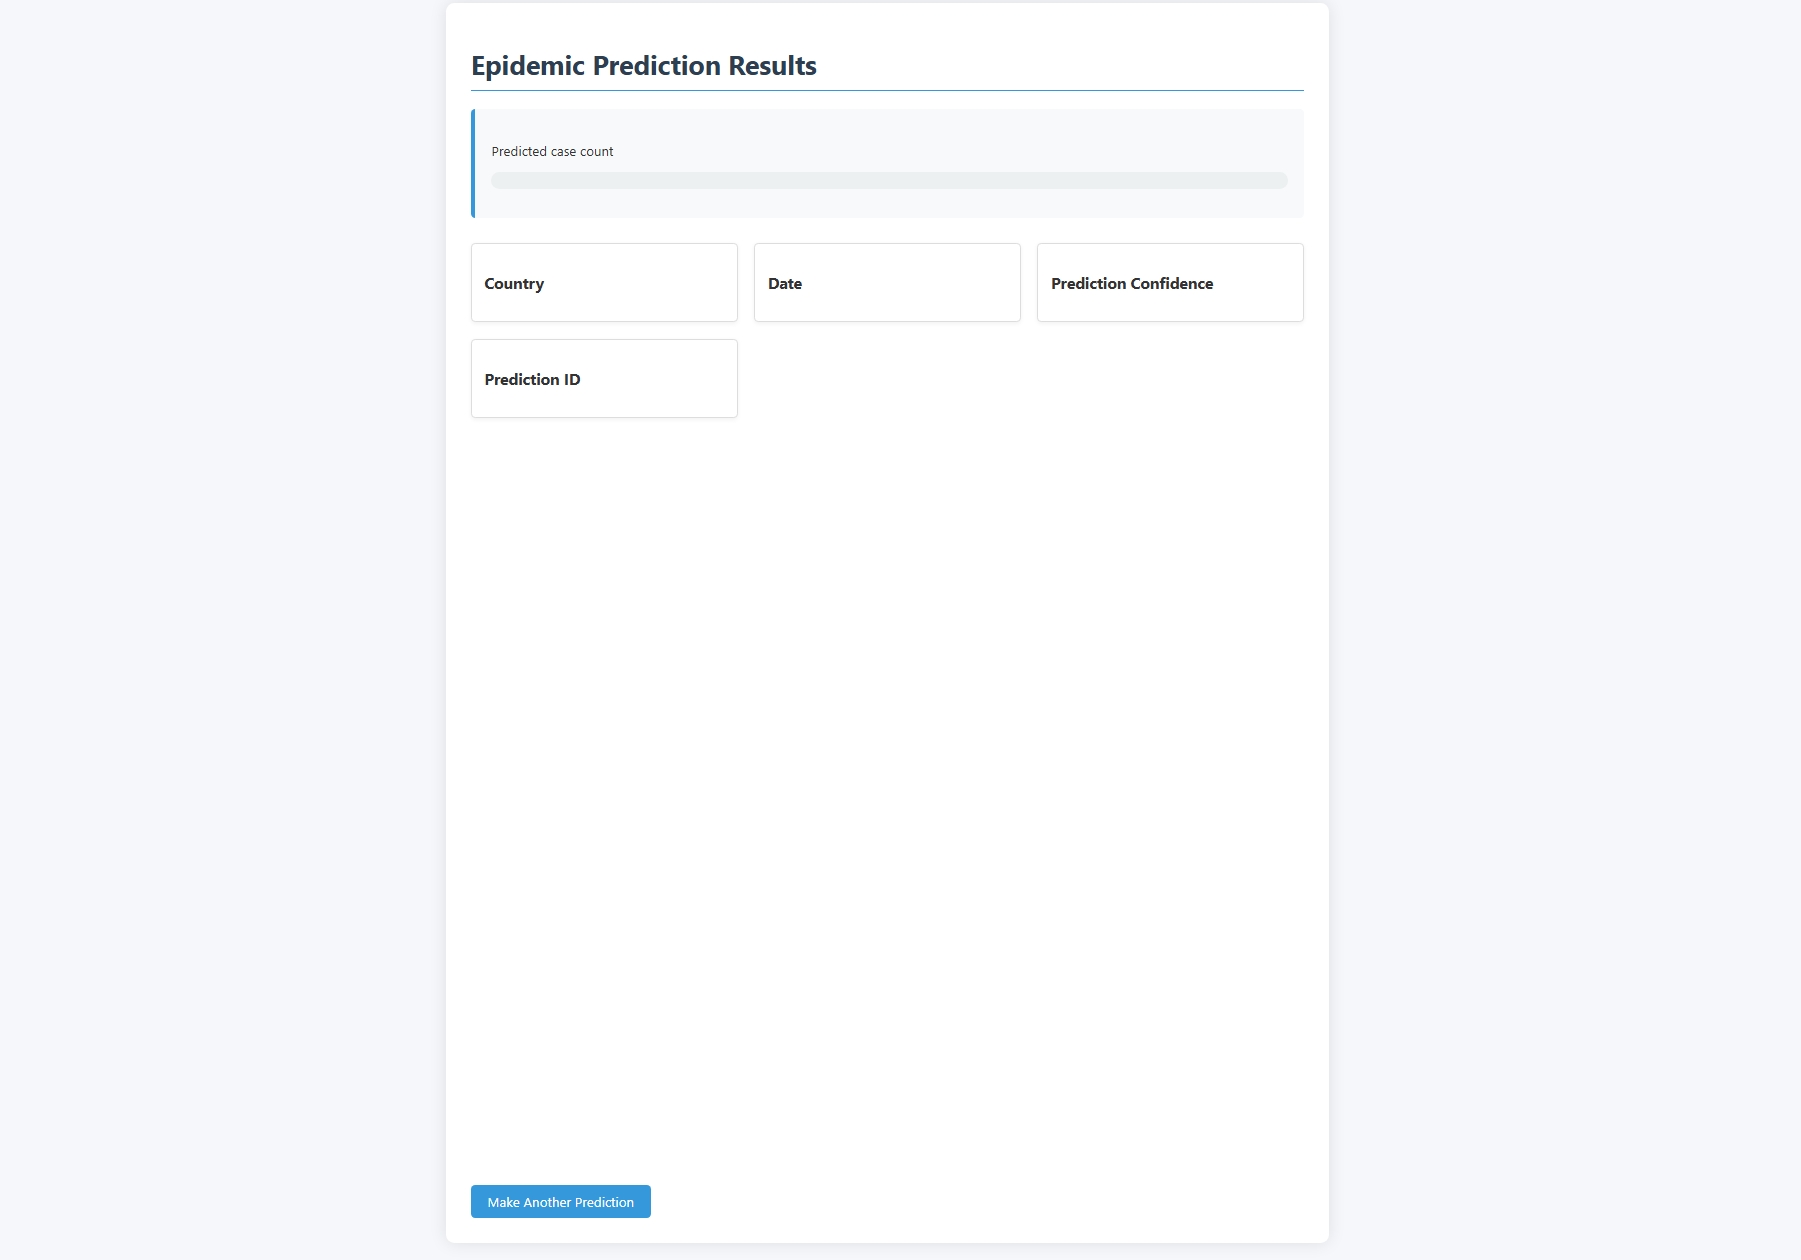 Epidemic Prediction Results
Predicted case count
Country
Date
Prediction Confidence
Prediction ID
Make Another Prediction